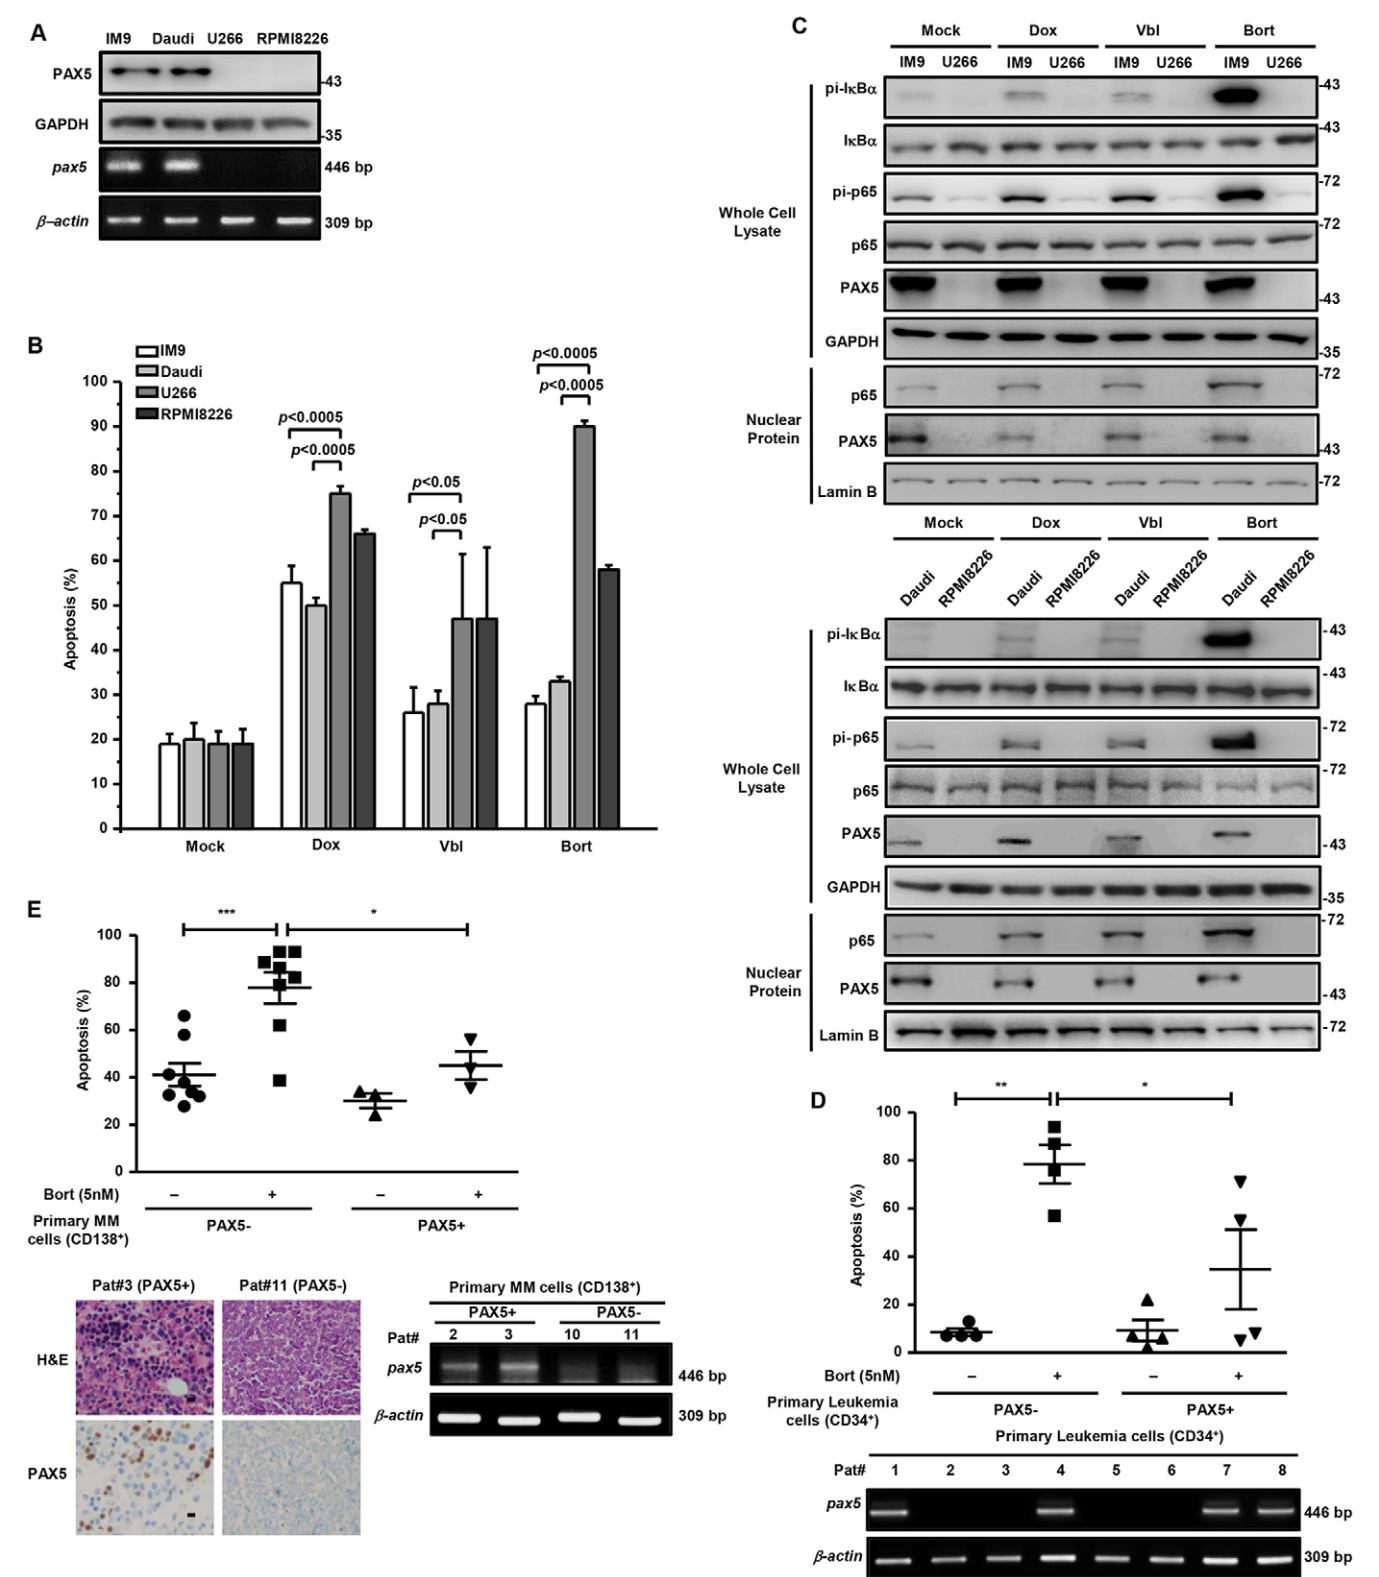 A
IM9 Daudi U266 RPMI8226
PAX5
-43
GAPDH
-35
pax5
446 bp
β–actin
309 bp
B
IM9
Daudi
U266
RPMI8226
p<0.0005
p<0.0005
p<0.0005
p<0.0005
p<0.05
p<0.05
Apoptosis (%)
100
90
80
70
60
50
40
30
20
10
0
Mock Dox Vbl Bort
C
Mock Dox Vbl Bort
IM9 U266 IM9 U266 IM9 U266 IM9 U266
Whole Cell
Lysate
pi-IκBα
-43
IκBα
-43
pi-p65
-72
p65
-72
PAX5
-43
GAPDH
-35
Nuclear
Protein
p65
-72
PAX5
-43
Lamin B
-72
Mock Dox Vbl Bort
Daudi RPMI8226 Daudi RPMI8226 Daudi RPMI8226 Daudi RPMI8226
Whole Cell
Lysate
pi-IκBα
- 43
IκBα
-43
pi-p65
- 72
p65
-72
PAX5
- 43
GAPDH
-35
Nuclear
Protein
p65
-72
PAX5
- 43
Lamin B
-72
E
*** *
Apoptosis (%)
100
80
60
40
20
0
Bort (5nM) – + – +
Primary MM
cells (CD138+)
PAX5- PAX5+
Pat#3 (PAX5+) Pat#11 (PAX5-)
H&E
PAX5
Primary MM cells (CD138+)
PAX5+ PAX5-
Pat# 2 3 10 11
pax5
446 bp
β-actin
309 bp
D
** *
Apoptosis (%)
100
80
60
40
20
0
Bort (5nM) – + – +
Primary Leukemia
cells (CD34+)
PAX5- PAX5+
Primary Leukemia cells (CD34+)
Pat# 1 2 3 4 5 6 7 8
pax5
446 bp
β-actin
309 bp